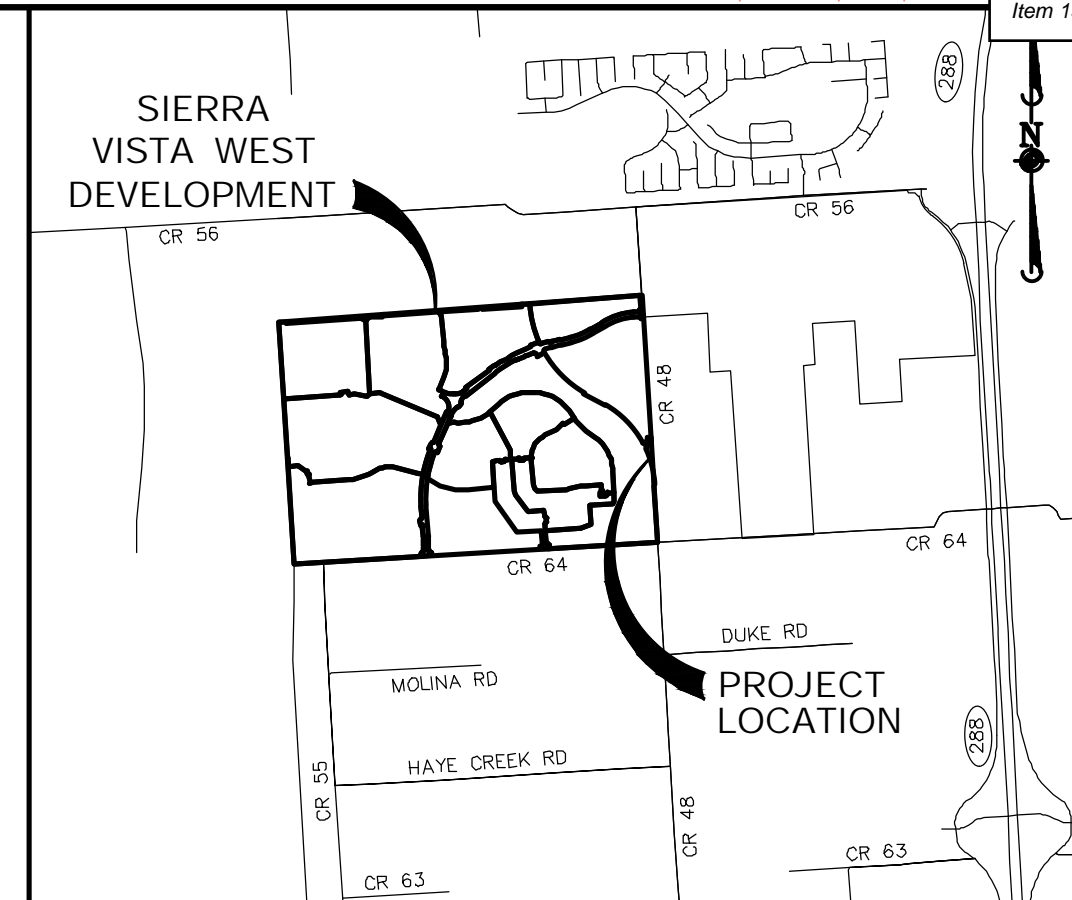 Item 1
288
N
SIERRA
VISTA WEST
DEVELOPMENT
CR 56
CR 56
CR 48
CR 64
CR 64
DUKE RD
MOLINA RD
PROJECT
LOCATION
288
HAYE CREEK RD
CR 55
CR 48
CR 63
CR 63